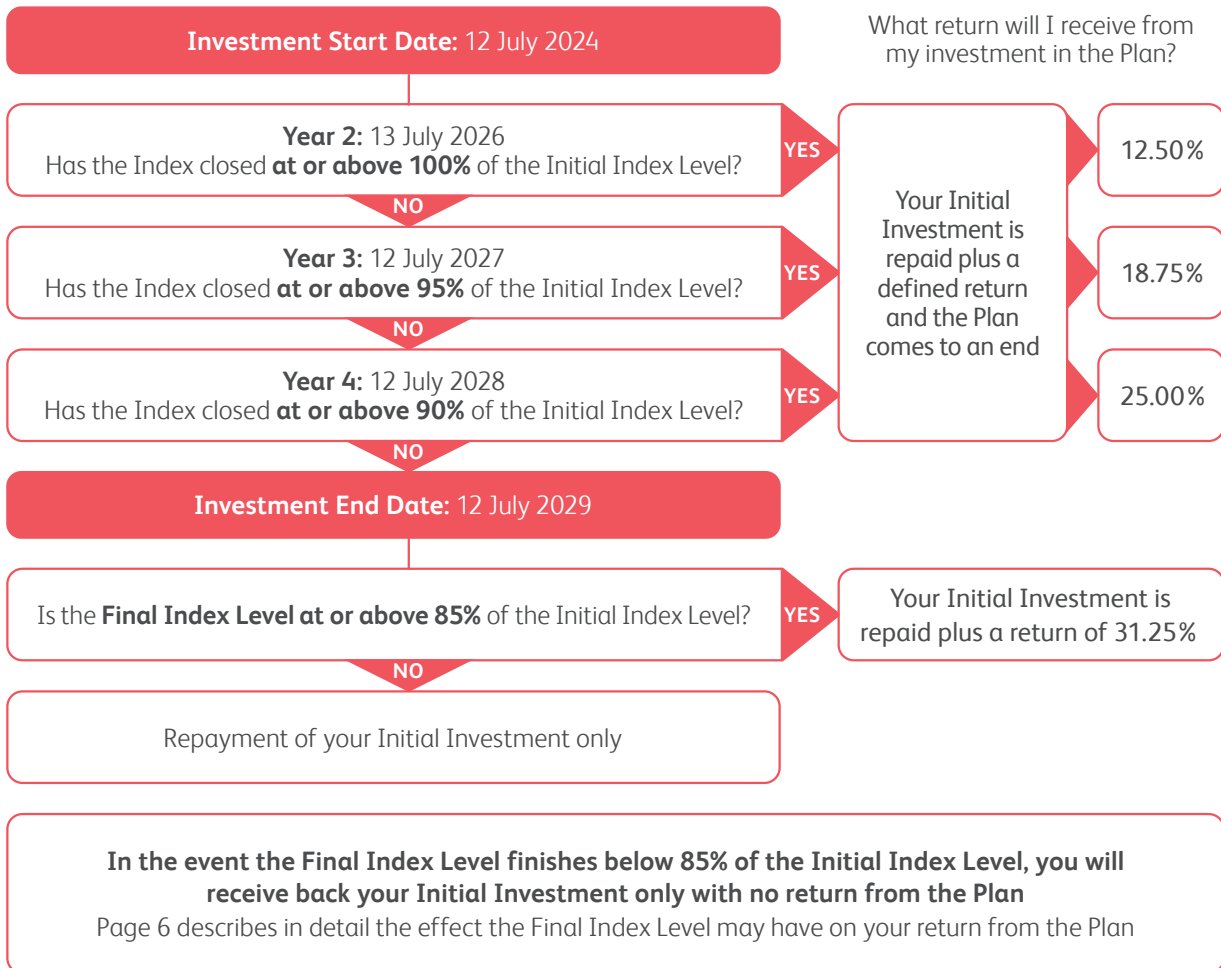 Investment Start Date: 12 July 2024
What return will I receive from
my investment in the Plan?
Year 2: 13 July 2026
Has the Index closed at or above 100% of the Initial Index Level?
YES
NO
Year 3: 12 July 2027
Has the Index closed at or above 95% of the Initial Index Level?
YES
NO
Year 4: 12 July 2028
Has the Index closed at or above 90% of the Initial Index Level?
YES
NO
Your Initial
Investment is
repaid plus a
defined return
and the Plan
comes to an end
12.50%
18.75%
25.00%
Investment End Date: 12 July 2029
Is the Final Index Level at or above 85% of the Initial Index Level?
YES
Your Initial Investment is
repaid plus a return of 31.25%
NO
Repayment of your Initial Investment only
In the event the Final Index Level finishes below 85% of the Initial Index Level, you will
receive back your Initial Investment only with no return from the Plan
Page 6 describes in detail the effect the Final Index Level may have on your return from the Plan